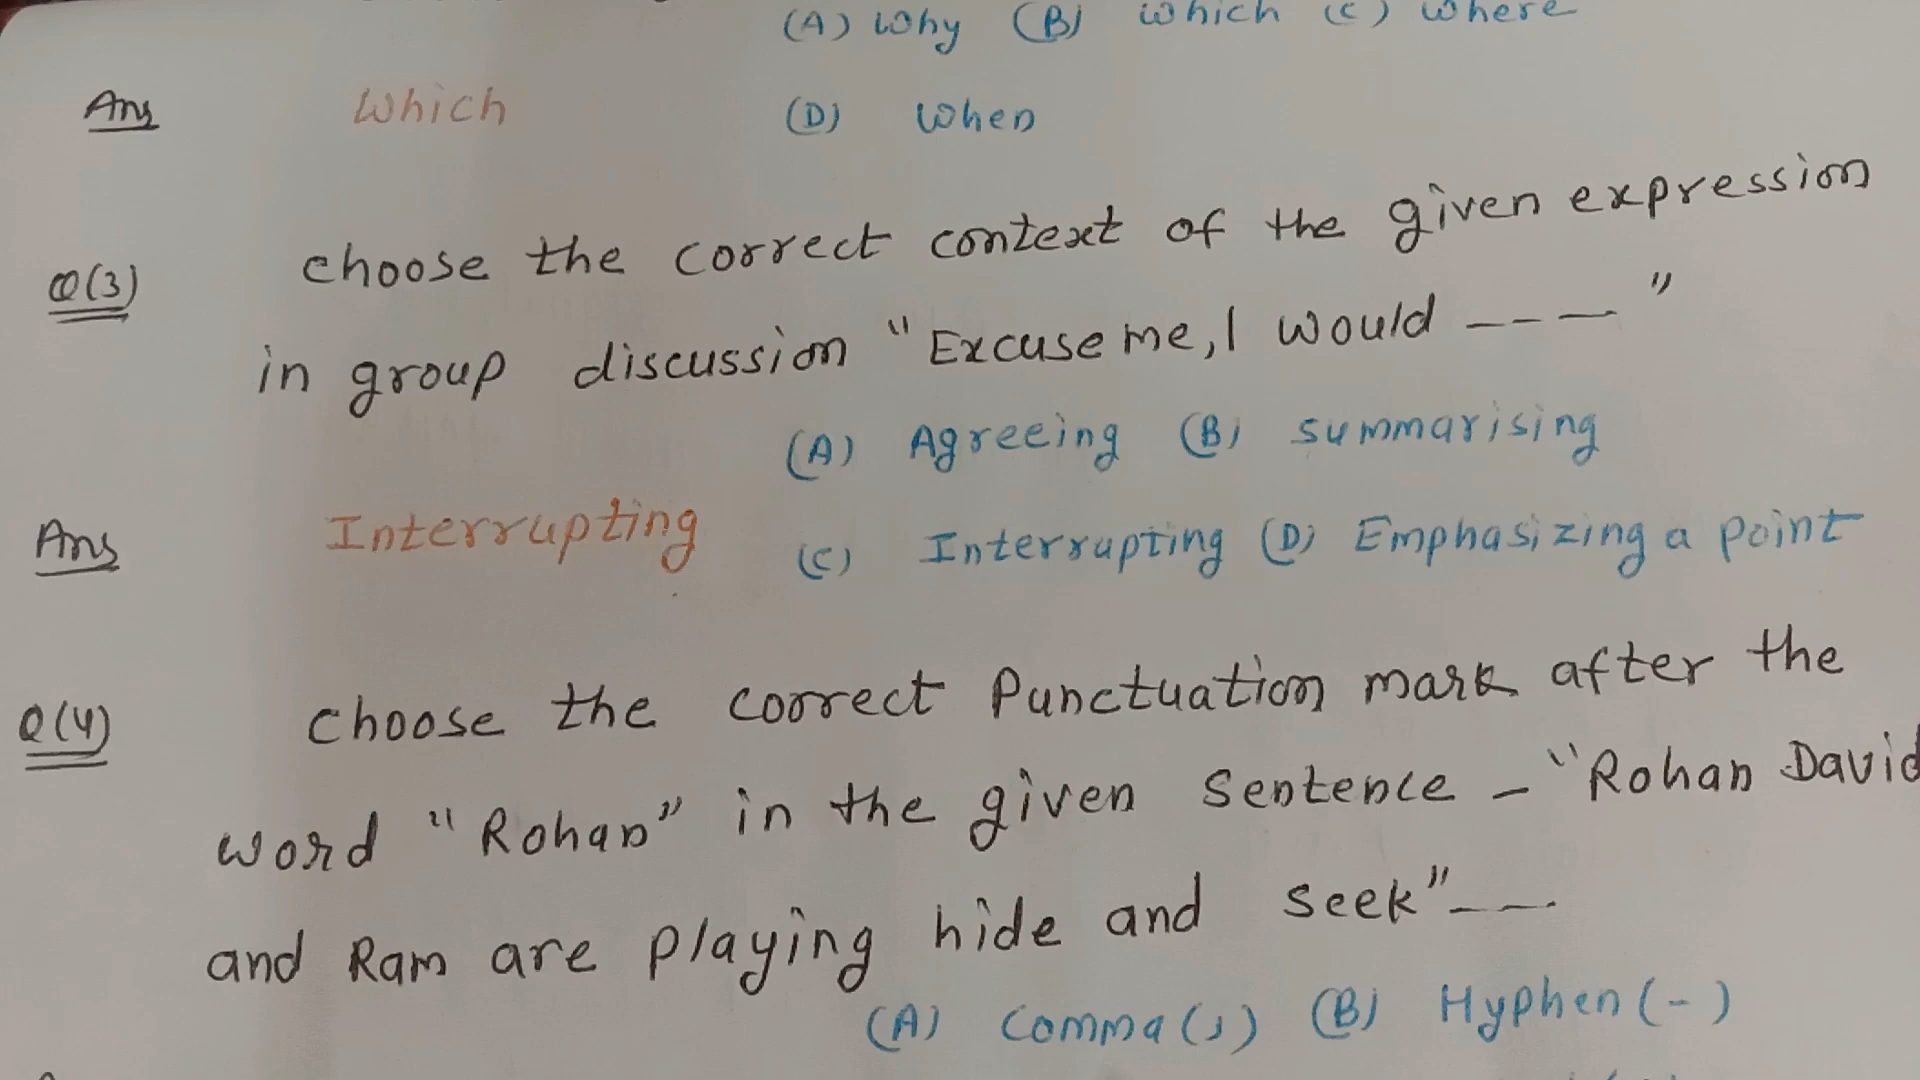 (A) Why (B) which (c) where
Ans which (D) when
Q(3) choose the correct context of the given expression
in group discussion "Excuse me, I would ---"
(A) Agreeing (B) summarising
Ans Interrupting (C) Interrupting (D) Emphasizing a point
Q(4) choose the correct Punctuation mark after the
word "Rohan" in the given sentence - "Rohan David
and Ram are playing hide and seek"--
(A) comma (,) (B) Hyphen (-)